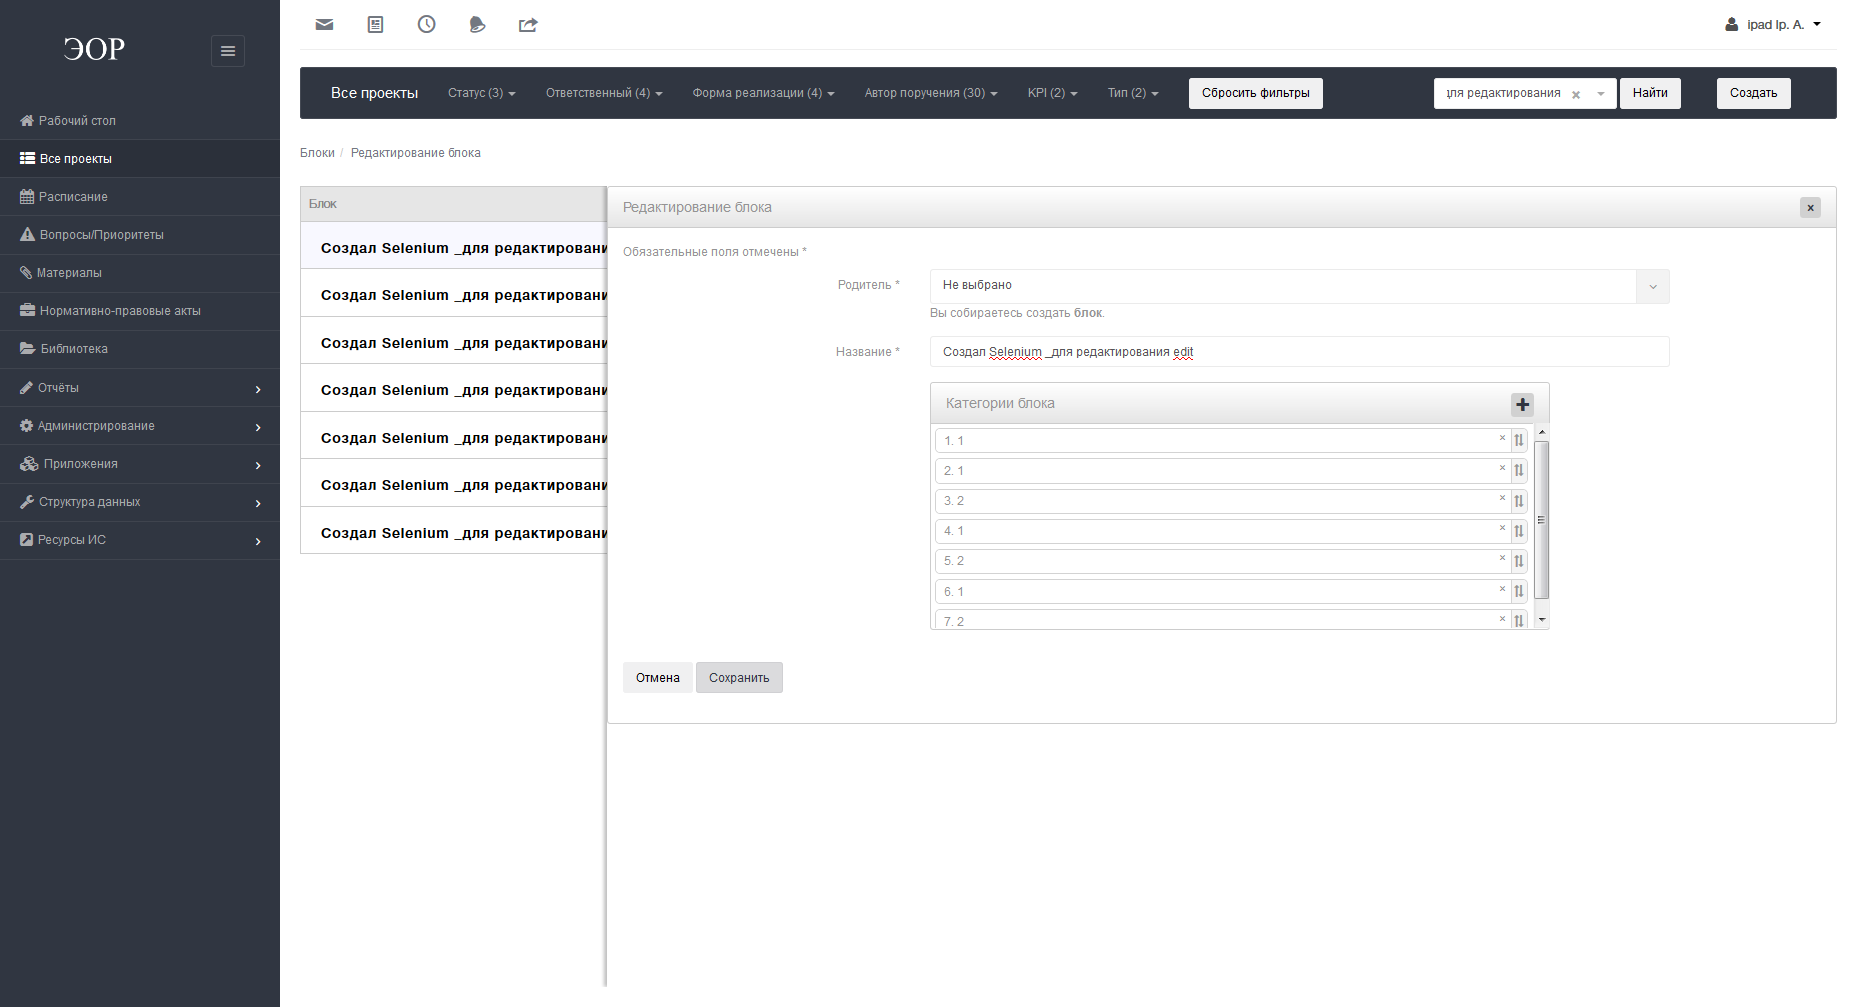 ЭОР
Рабочий стол
Все проекты
Расписание
Вопросы/Приоритеты
Материалы
Нормативно-правовые акты
Библиотека
Отчёты
Администрирование
Приложения
Структура данных
Ресурсы ИС
ipad Ip. A.
Все проекты Статус (3) Ответственный (4) Форма реализации (4) Автор поручения (30) KPI (2) Тип (2) Сбросить фильтры для редактирования Найти Создать
Блоки / Редактирование блока
Блок
Создал Selenium _для редактировани
Создал Selenium _для редактировани
Создал Selenium _для редактировани
Создал Selenium _для редактировани
Создал Selenium _для редактировани
Создал Selenium _для редактировани
Создал Selenium _для редактировани
Редактирование блока
Обязательные поля отмечены *
Родитель * Не выбрано
Вы собираетесь создать блок.
Название * Создал Selenium _для редактирования edit
Категории блока
1. 1
2. 1
3. 2
4. 1
5. 2
6. 1
7. 2
Отмена Сохранить